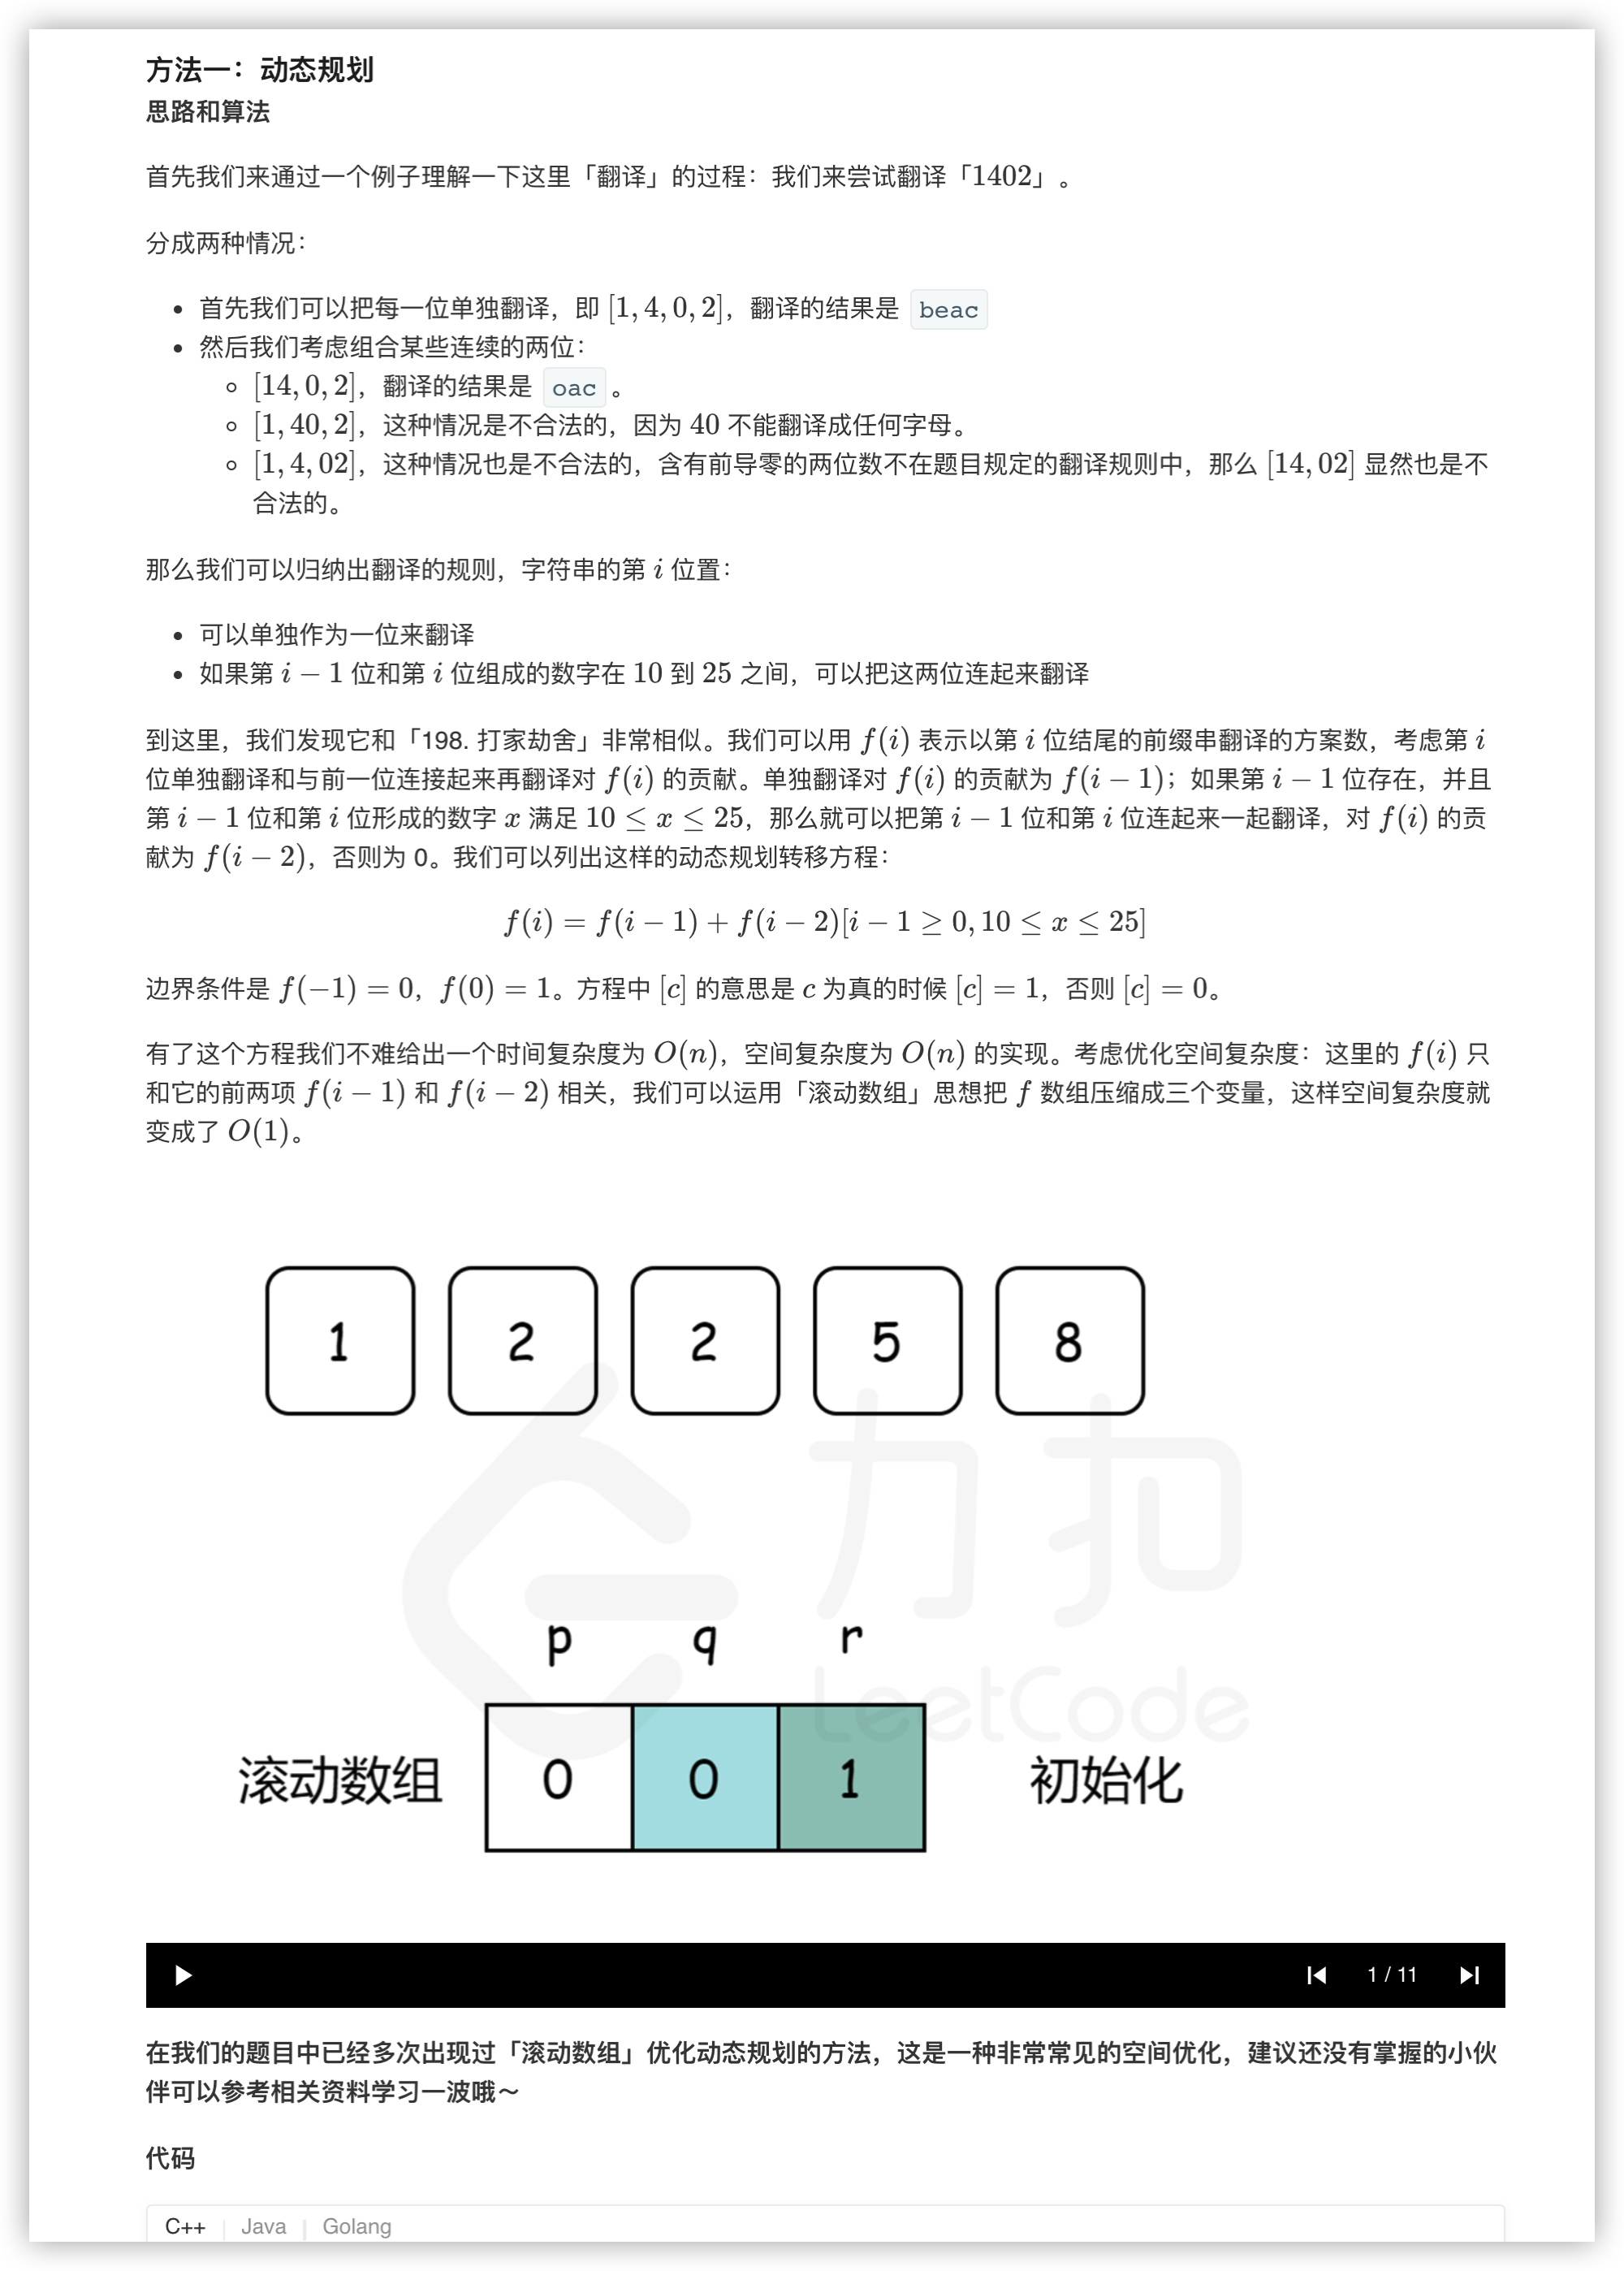 方法一：动态规划
思路和算法
首先我们来通过一个例子理解一下这里「翻译」的过程：我们来尝试翻译「1402」。
分成两种情况：
• 首先我们可以把每一位单独翻译，即 [1, 4, 0, 2]，翻译的结果是 beac
• 然后我们考虑组合某些连续的两位：
◦ [14, 0, 2]，翻译的结果是 oac 。
◦ [1, 40, 2]，这种情况是不合法的，因为 40 不能翻译成任何字母。
◦ [1, 4, 02]，这种情况也是不合法的，含有前导零的两位数不在题目规定的翻译规则中，那么 [14, 02] 显然也是不
合法的。
那么我们可以归纳出翻译的规则，字符串的第 i 位置：
• 可以单独作为一位来翻译
• 如果第 i − 1 位和第 i 位组成的数字在 10 到 25 之间，可以把这两位连起来翻译
到这里，我们发现它和「198. 打家劫舍」非常相似。我们可以用 f(i) 表示以第 i 位结尾的前缀串翻译的方案数，考虑第 i
位单独翻译和与前一位连接起来再翻译对 f(i) 的贡献。单独翻译对 f(i) 的贡献为 f(i − 1)；如果第 i − 1 位存在，并且
第 i − 1 位和第 i 位形成的数字 x 满足 10 ≤ x ≤ 25，那么就可以把第 i − 1 位和第 i 位连起来一起翻译，对 f(i) 的贡
献为 f(i − 2)，否则为 0。我们可以列出这样的动态规划转移方程：
f(i) = f(i − 1) + f(i − 2)[i − 1 ≥ 0, 10 ≤ x ≤ 25]
边界条件是 f(−1) = 0，f(0) = 1。方程中 [c] 的意思是 c 为真的时候 [c] = 1，否则 [c] = 0。
有了这个方程我们不难给出一个时间复杂度为 O(n)，空间复杂度为 O(n) 的实现。考虑优化空间复杂度：这里的 f(i) 只
和它的前两项 f(i − 1) 和 f(i − 2) 相关，我们可以运用「滚动数组」思想把 f 数组压缩成三个变量，这样空间复杂度就
变成了 O(1)。
1 2 2 5 8
力扣
p q r
LeetCode
滚动数组 0 0 1 初始化
1 / 11
在我们的题目中已经多次出现过「滚动数组」优化动态规划的方法，这是一种非常常见的空间优化，建议还没有掌握的小伙
伴可以参考相关资料学习一波哦～
代码
C++ Java Golang